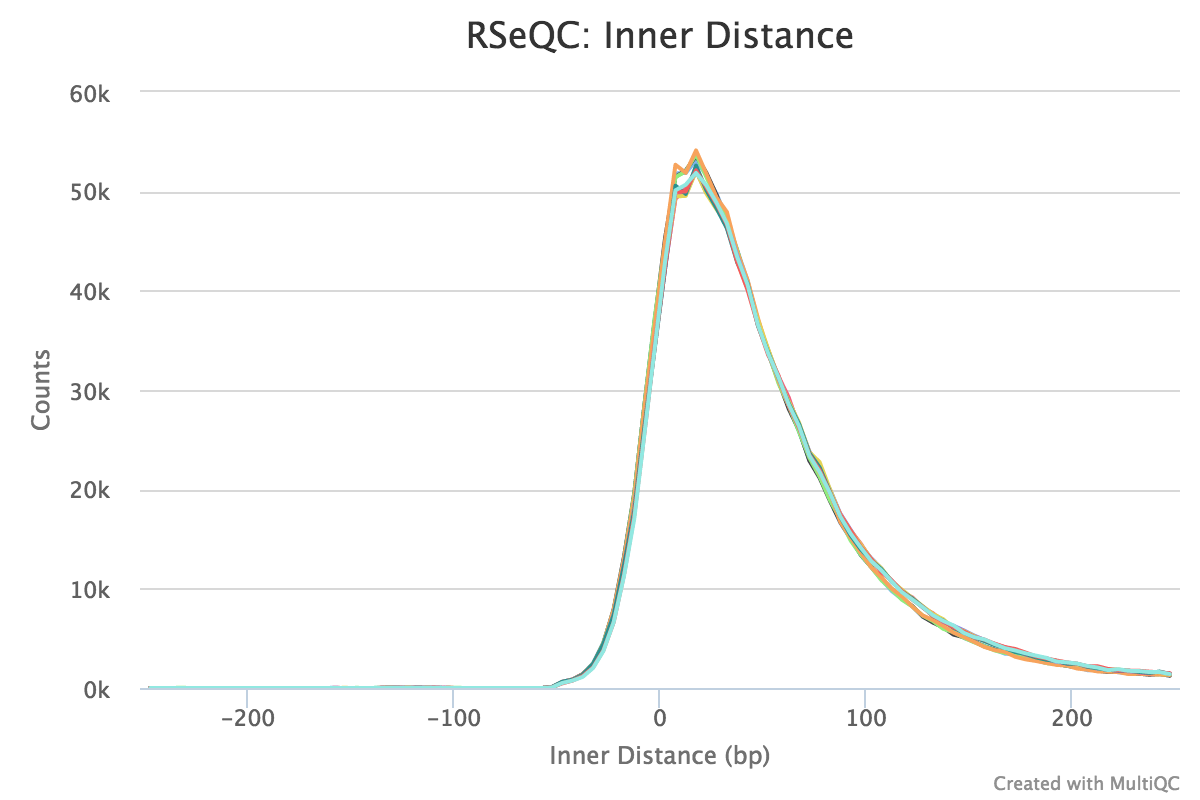 RSeQC: Inner Distance
60k
50k
40k
30k
20k
10k
0k
Counts
−200
−100
0
100
200
Inner Distance (bp)
Created with MultiQC